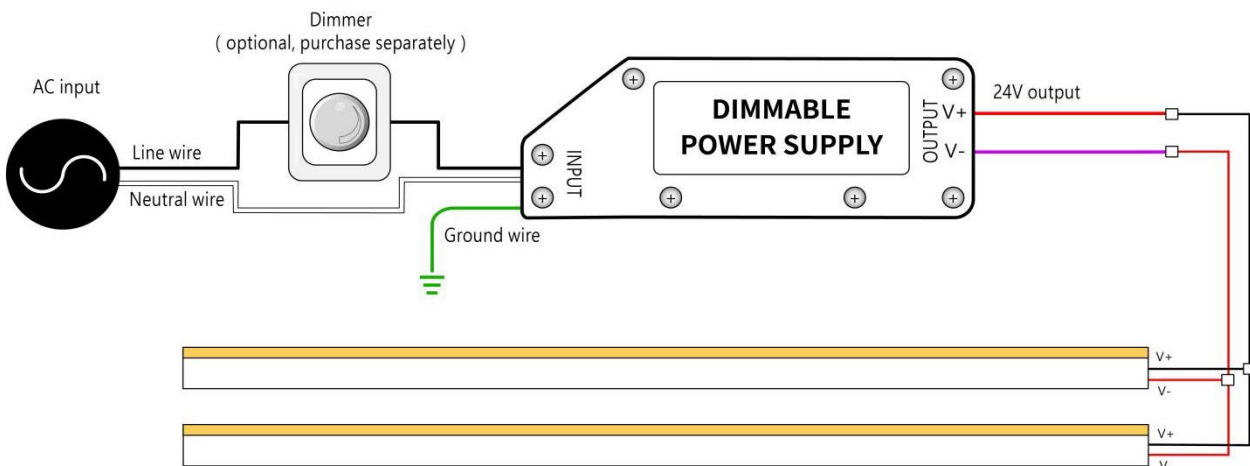 Dimmer
( optional, purchase separately )
AC input
Line wire
Neutral wire
INPUT
DIMMABLE
POWER SUPPLY
OUTPUT
V+
V-
24V output
Ground wire
V+
V-
V+